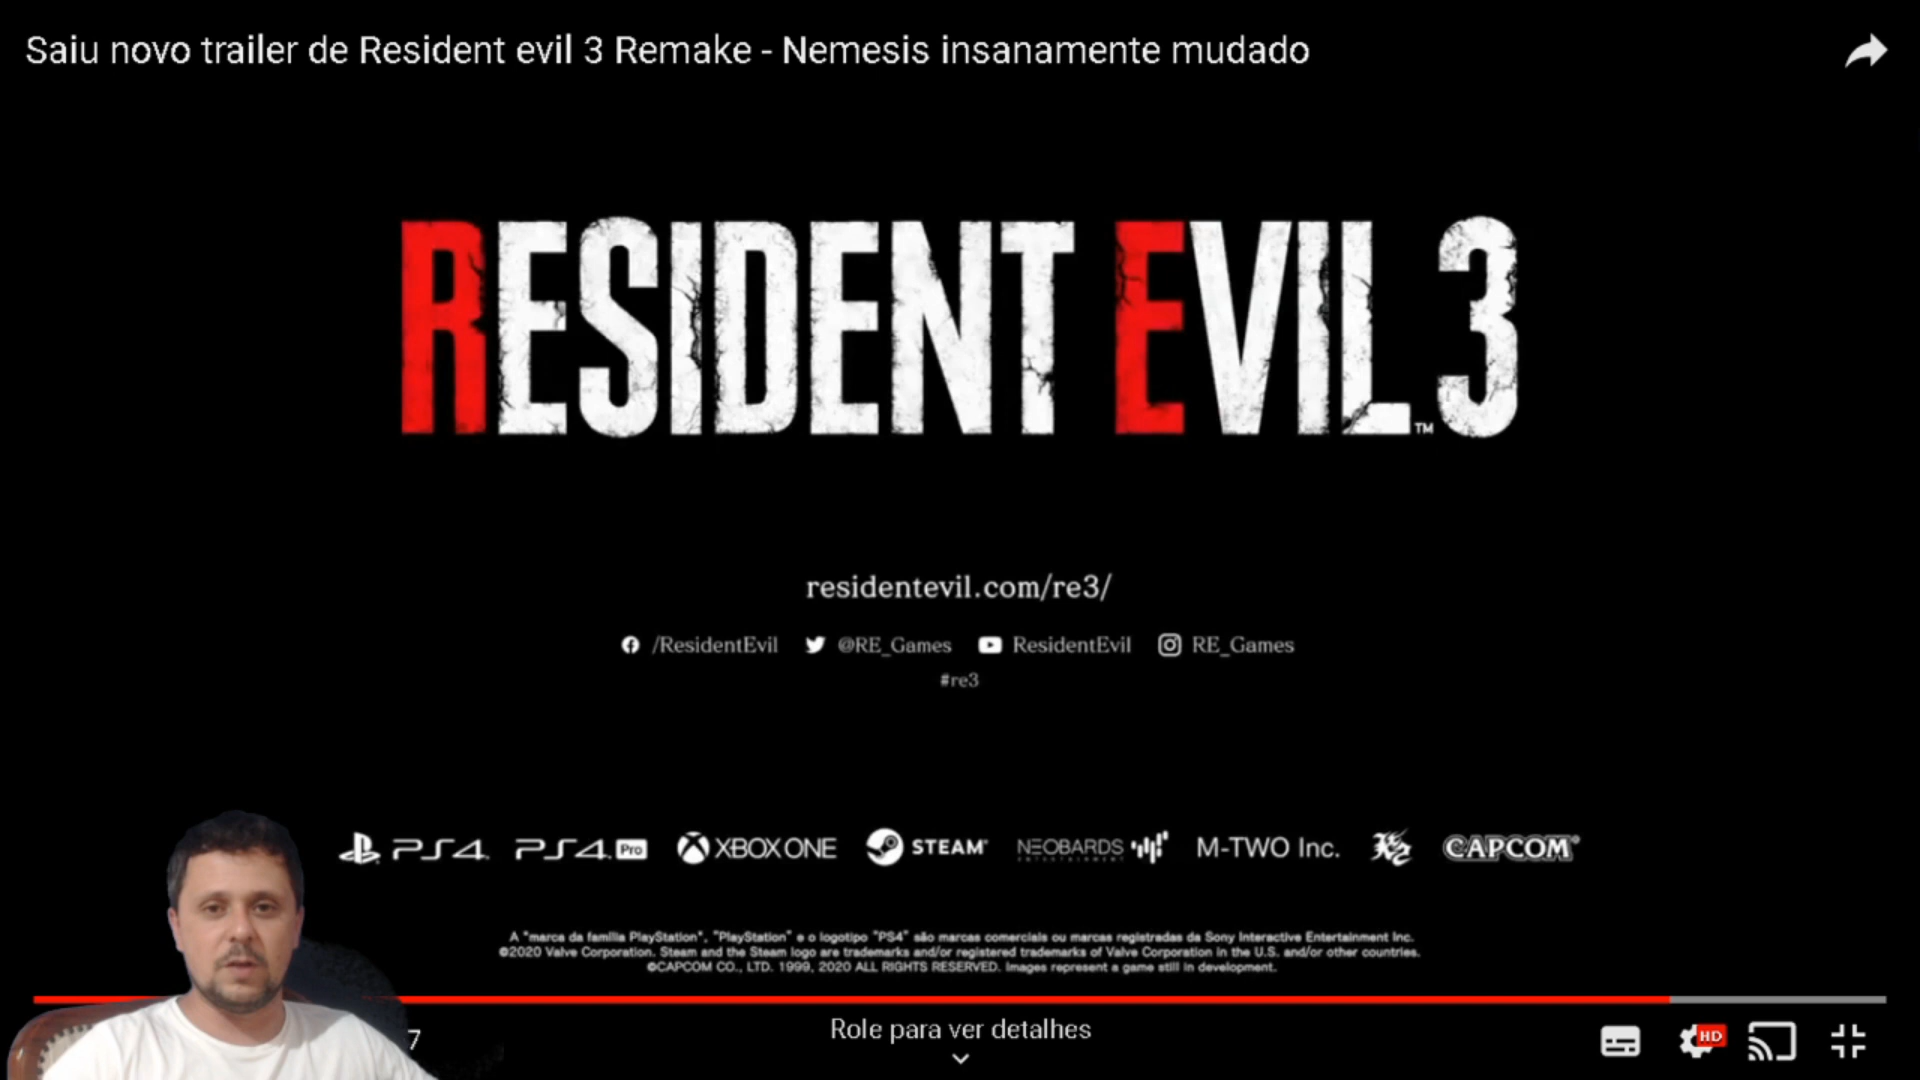 Saiu novo trailer de Resident evil 3 Remake - Nemesis insanamente mudado
RESIDENT EVIL™ 3
residentevil.com/re3/
/ResidentEvil @RE_Games ResidentEvil RE_Games
#re3
PS4 PS4 Pro XBOX ONE STEAM NEOBARDS ENTERTAINMENT M-TWO Inc. K2 CAPCOM
A "marca da família PlayStation", "PlayStation" e o logotipo "PS4" são marcas comerciais ou marcas registradas da Sony Interactive Entertainment Inc.
©2020 Valve Corporation. Steam and the Steam logo are trademarks and/or registered trademarks of Valve Corporation in the U.S. and/or other countries.
©CAPCOM CO., LTD. 1999, 2020 ALL RIGHTS RESERVED. Images represent a game still in development.
7
Role para ver detalhes
HD